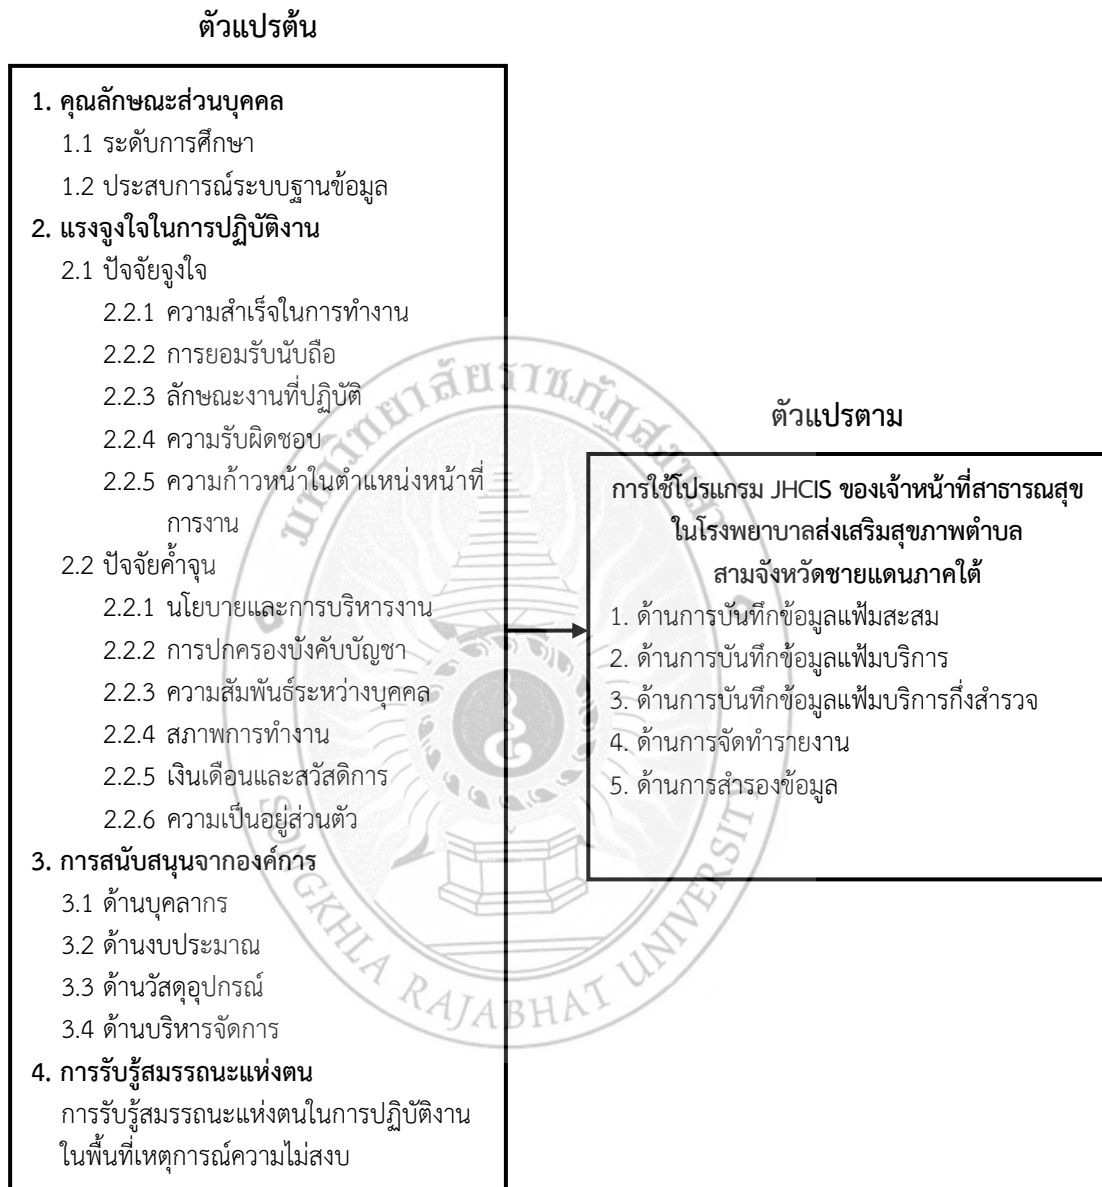 ตัวแปรต้น
1. คุณลักษณะส่วนบุคคล
1.1 ระดับการศึกษา
1.2 ประสบการณ์ระบบฐานข้อมูล
2. แรงจูงใจในการปฏิบัติงาน
2.1 ปัจจัยจูงใจ
2.2.1 ความสำเร็จในการทำงาน
2.2.2 การยอมรับนับถือ
2.2.3 ลักษณะงานที่ปฏิบัติ
2.2.4 ความรับผิดชอบ
2.2.5 ความก้าวหน้าในตำแหน่งหน้าที่
การงาน
2.2 ปัจจัยค้ำจุน
2.2.1 นโยบายและการบริหารงาน
2.2.2 การปกครองบังคับบัญชา
2.2.3 ความสัมพันธ์ระหว่างบุคคล
2.2.4 สภาพการทำงาน
2.2.5 เงินเดือนและสวัสดิการ
2.2.6 ความเป็นอยู่ส่วนตัว
3. การสนับสนุนจากองค์การ
3.1 ด้านบุคลากร
3.2 ด้านงบประมาณ
3.3 ด้านวัสดุอุปกรณ์
3.4 ด้านบริหารจัดการ
4. การรับรู้สมรรถนะแห่งตน
การรับรู้สมรรถนะแห่งตนในการปฏิบัติงาน
ในพื้นที่เหตุการณ์ความไม่สงบ
ตัวแปรตาม
การใช้โปรแกรม JHCIS ของเจ้าหน้าที่สาธารณสุข
ในโรงพยาบาลส่งเสริมสุขภาพตำบล
สามจังหวัดชายแดนภาคใต้
1. ด้านการบันทึกข้อมูลแฟ้มสะสม
2. ด้านการบันทึกข้อมูลแฟ้มบริการ
3. ด้านการบันทึกข้อมูลแฟ้มบริการกึ่งสำรวจ
4. ด้านการจัดทำรายงาน
5. ด้านการสำรองข้อมูล
มหาวิทยาลัยราชภัฏสงขลา
SONGKHLA RAJABHAT UNIVERSITY